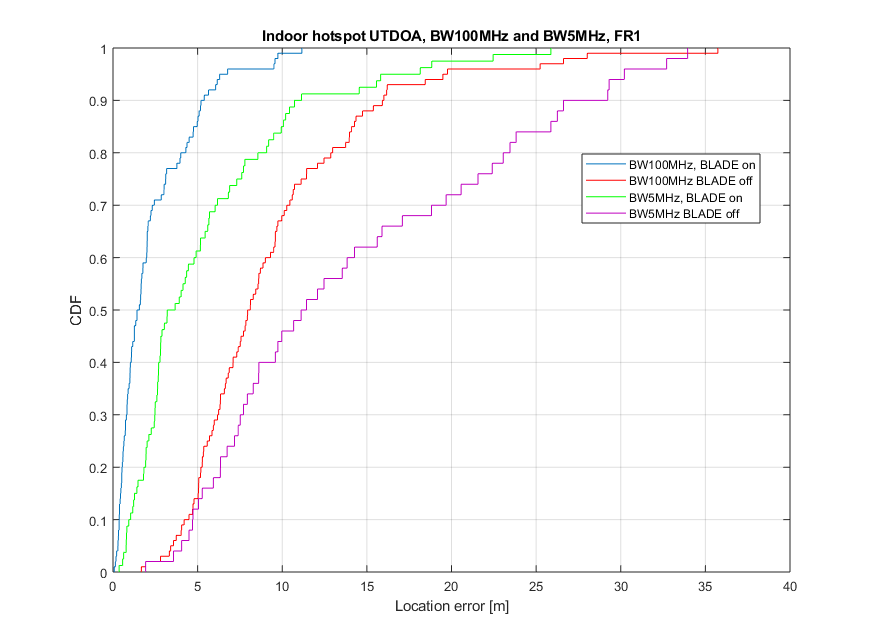 Indoor hotspot UTDOA, BW100MHz and BW5MHz, FR1
1
0.9
0.8
0.7
0.6
0.5
0.4
0.3
0.2
0.1
0
CDF
BW100MHz, BLADE on
BW100MHz BLADE off
BW5MHz, BLADE on
BW5MHz BLADE off
0 5 10 15 20 25 30 35 40
Location error [m]